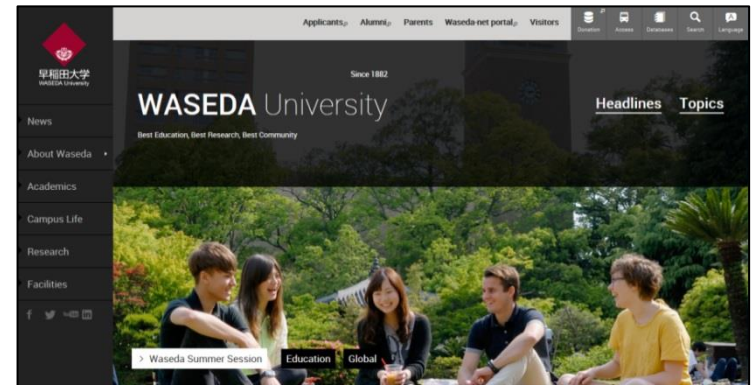 Applicants Alumni Parents Waseda-net portal Visitors
Donation Access Databases Search Language
早稲田大学
WASEDA University
News
About Waseda
Academics
Campus Life
Research
Facilities
Since 1882
WASEDA University
Best Education, Best Research, Best Community
Headlines Topics
> Waseda Summer Session Education Global